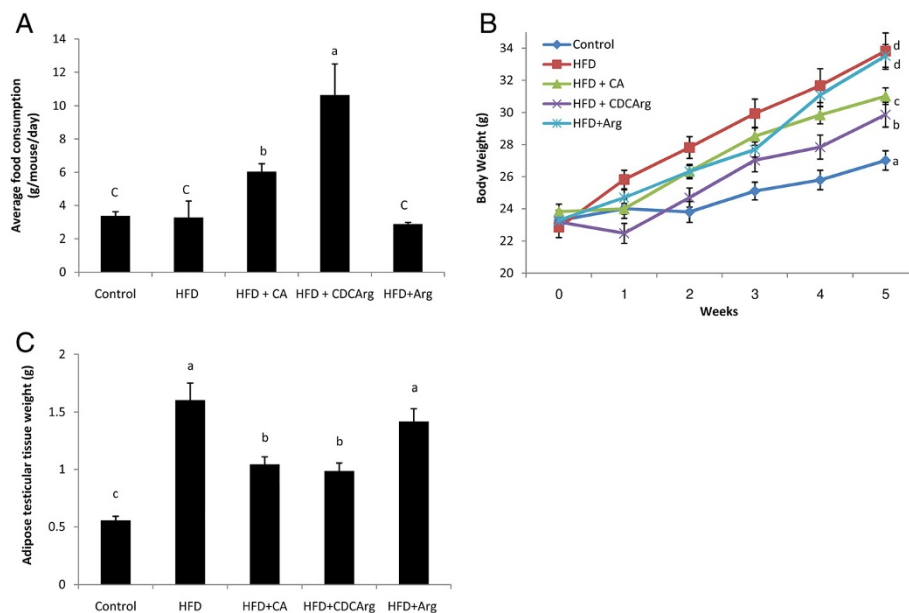 A
Average food consumption
(g/mouse/day)
14
12
10
8
6
4
2
0
C
C
b
a
C
Control
HFD
HFD + CA
HFD + CDCArg
HFD+Arg
B
Body Weight (g)
34
32
30
28
26
24
22
20
Control
HFD
HFD + CA
HFD + CDCArg
HFD+Arg
d
d
c
b
a
0
1
2
3
4
5
Weeks
C
Adipose testicular tissue weight (g)
2
1.5
1
0.5
0
c
a
b
b
a
Control
HFD
HFD+CA
HFD+CDCArg
HFD+Arg